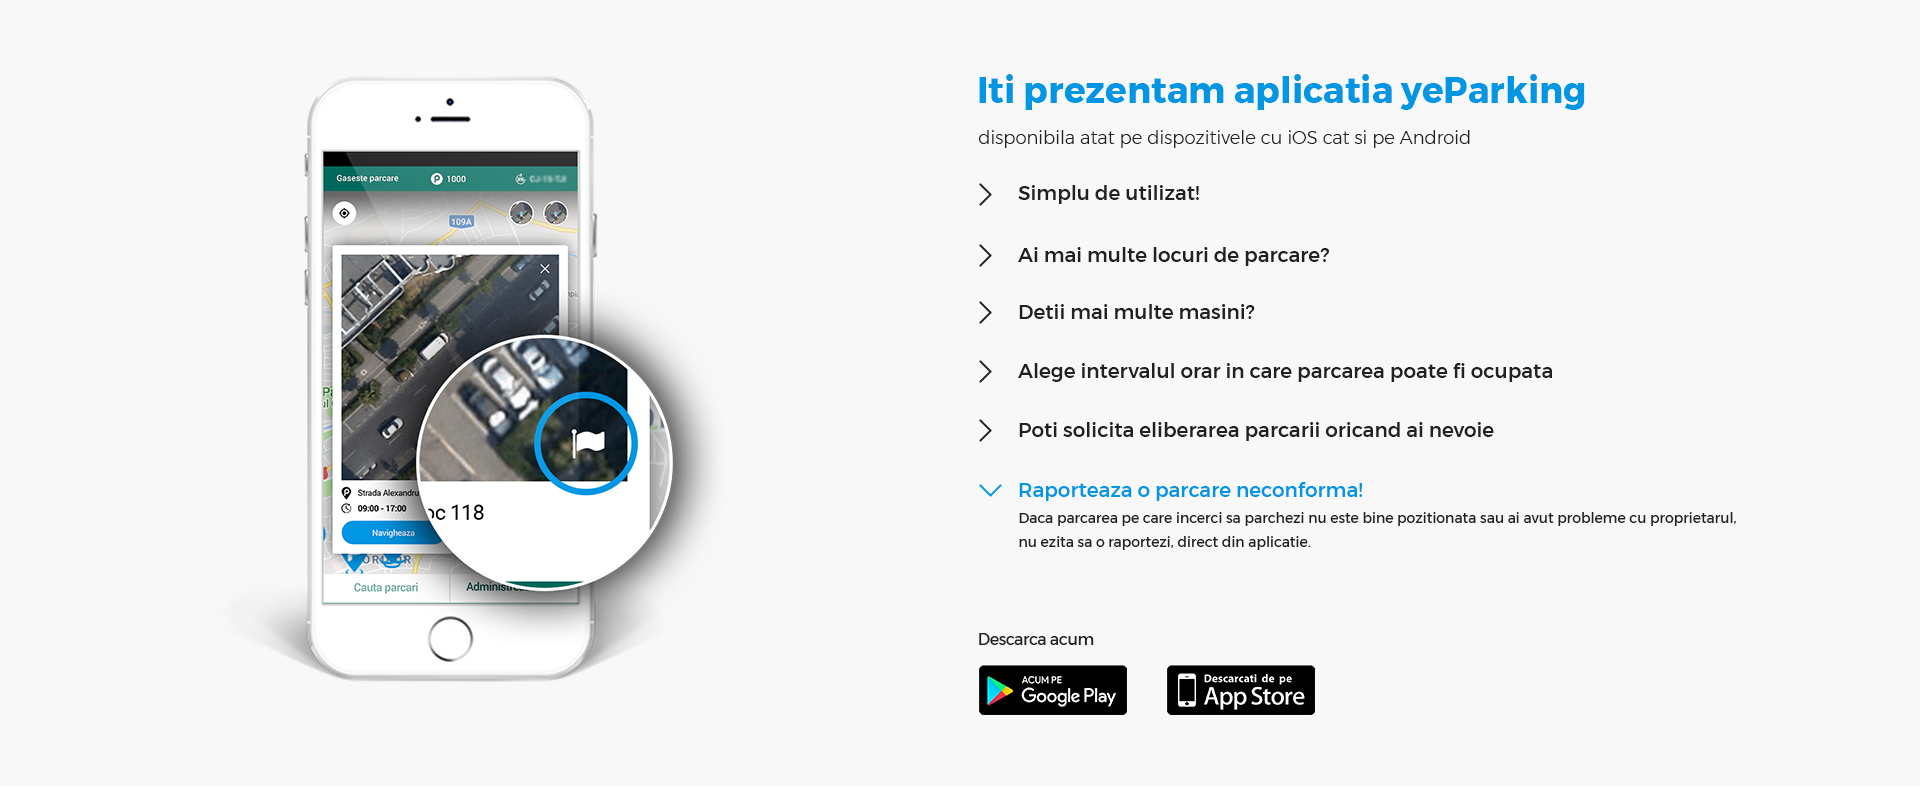 Gaseste parcare
1000
109A
Strada Alexandru
09:00 - 17:00
118
Navigheaza
Cauta parcari
Iti prezentam aplicatia yeParking
disponibila atat pe dispozitivele cu iOS cat si pe Android
Simplu de utilizat!
Ai mai multe locuri de parcare?
Detii mai multe masini?
Alege intervalul orar in care parcarea poate fi ocupata
Poti solicita eliberarea parcarii oricand ai nevoie
Raporteaza o parcare neconforma!
Daca parcarea pe care incerci sa parchezi nu este bine pozitionata sau ai avut probleme cu proprietarul,
nu ezita sa o raportezi, direct din aplicatie.
Descarca acum
ACUM PE
Google Play
Descarcati de pe
App Store